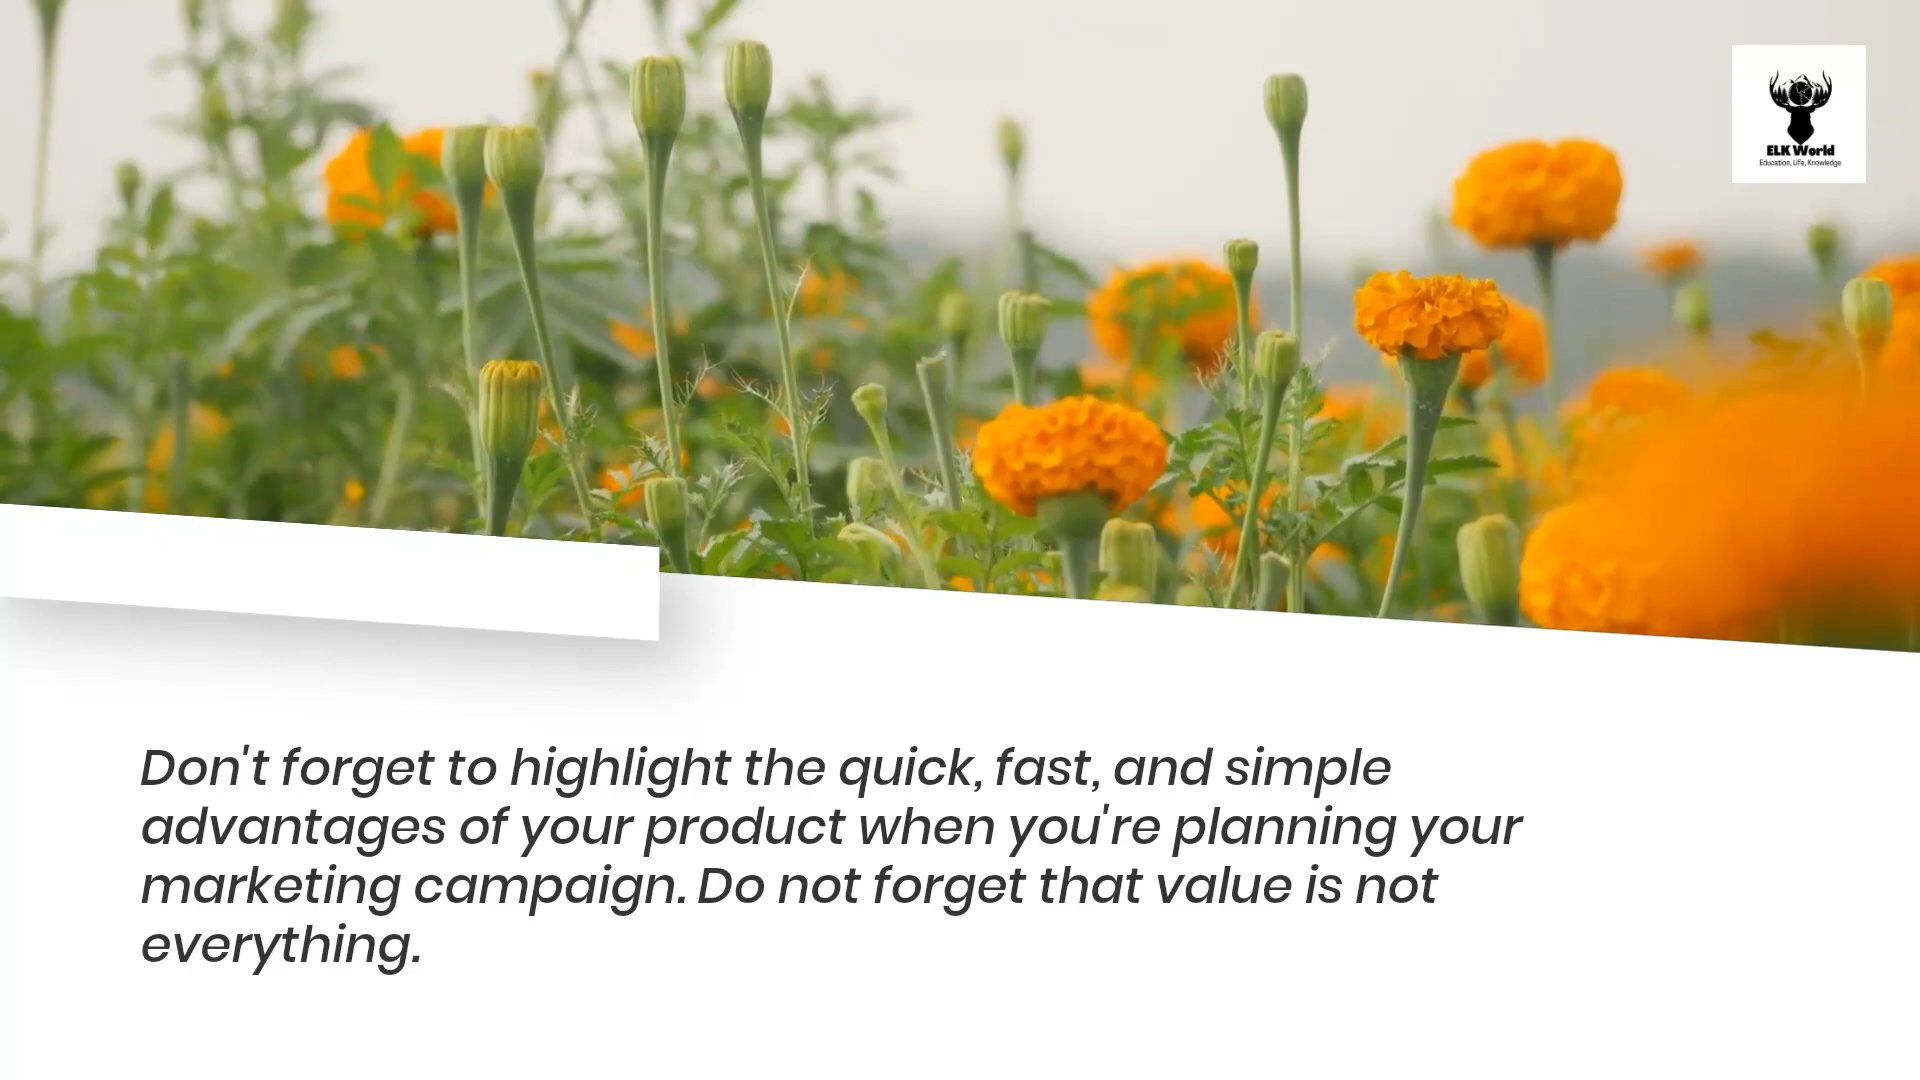 ELK World
Education, Life, Knowledge
Don't forget to highlight the quick, fast, and simple
advantages of your product when you're planning your
marketing campaign. Do not forget that value is not
everything.